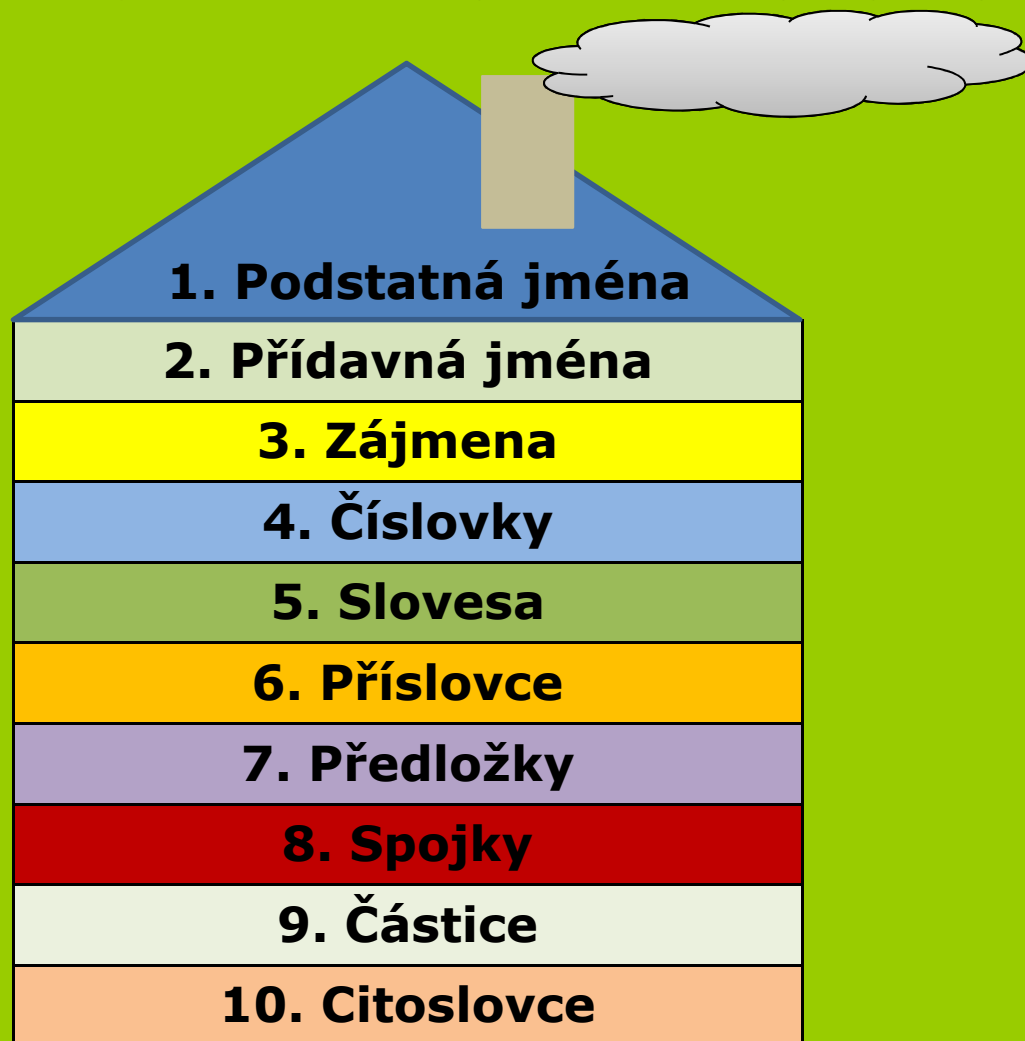 1. Podstatná jména
2. Přídavná jména
3. Zájmena
4. Číslovky
5. Slovesa
6. Příslovce
7. Předložky
8. Spojky
9. Částice
10. Citoslovce